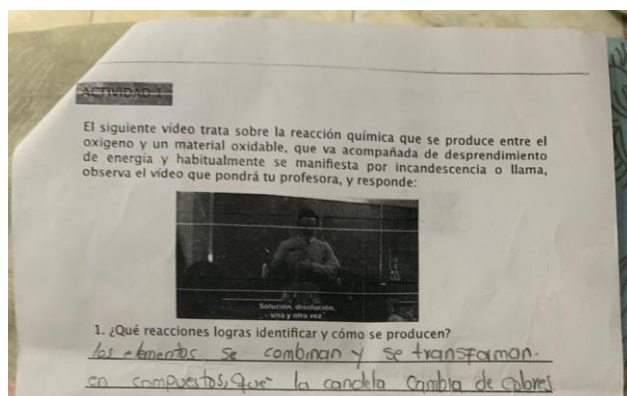 ACTIVIDAD 1
El siguiente vídeo trata sobre la reacción química que se produce entre el
oxígeno y un material oxidable, que va acompañada de desprendimiento
de energía y habitualmente se manifiesta por incandescencia o llama,
observa el vídeo que pondrá tu profesora, y responde:
Solución, disolución,
una y otra vez
1. ¿Qué reacciones logras identificar y cómo se producen?
los elementos se combinan y se transforman.
en compuestos, que la candela cambia de colores